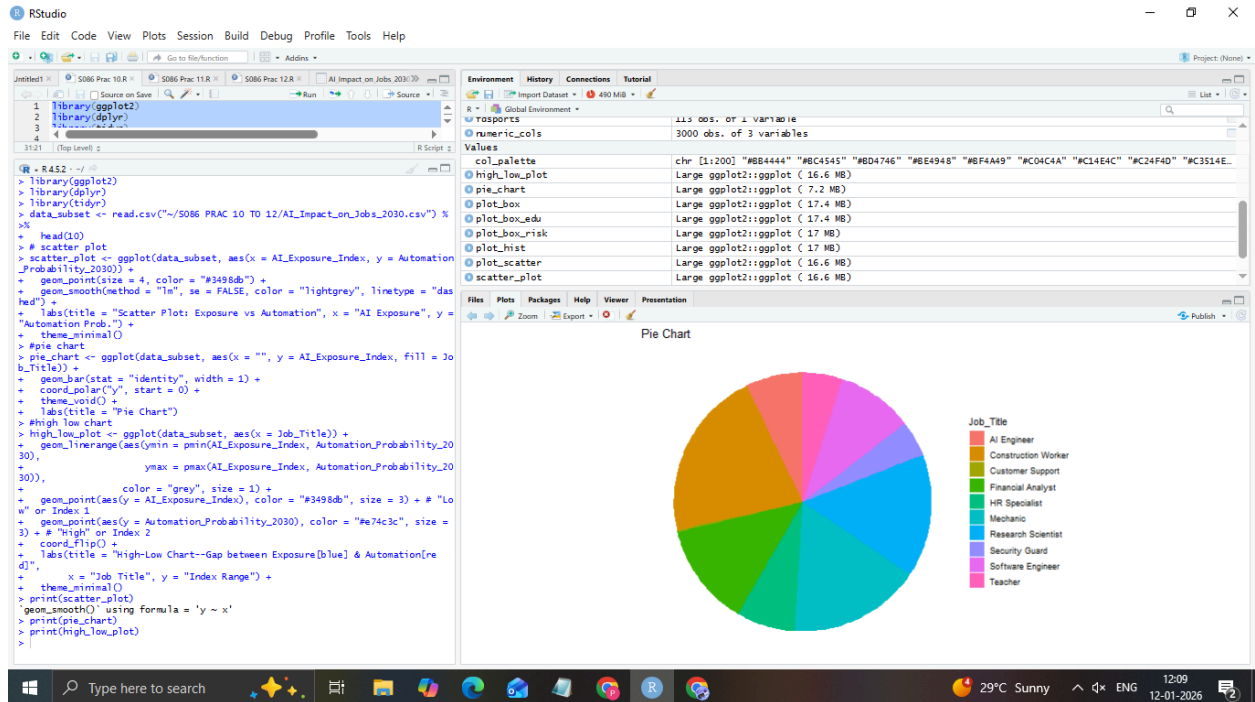 RStudio
File Edit Code View Plots Session Build Debug Profile Tools Help
Go to file/function Addins
Project: (None)
Untitled1 S086 Prac 10.R S086 Prac 11.R S086 Prac 12.R AI_Impact_on_Jobs_2030
Source on Save Run Source
1 library(ggplot2)
2 library(dplyr)
3 library(tidyr)
4
31:21 (Top Level) R Script
R - R 4.5.2 · ~/
> library(ggplot2)
> library(dplyr)
> library(tidyr)
> data_subset <- read.csv("~/S086 PRAC 10 TO 12/AI_Impact_on_Jobs_2030.csv") %
>%
+ head(10)
> # scatter plot
> scatter_plot <- ggplot(data_subset, aes(x = AI_Exposure_Index, y = Automation
_Probability_2030)) +
+ geom_point(size = 4, color = "#3498db") +
+ geom_smooth(method = "lm", se = FALSE, color = "lightgrey", linetype = "das
hed") +
+ labs(title = "Scatter Plot: Exposure vs Automation", x = "AI Exposure", y =
"Automation Prob.") +
+ theme_minimal()
> #pie chart
> pie_chart <- ggplot(data_subset, aes(x = "", y = AI_Exposure_Index, fill = Jo
b_Title)) +
+ geom_bar(stat = "identity", width = 1) +
+ coord_polar("y", start = 0) +
+ theme_void() +
+ labs(title = "Pie Chart")
> #high low chart
> high_low_plot <- ggplot(data_subset, aes(x = Job_Title)) +
+ geom_linerange(aes(ymin = pmin(AI_Exposure_Index, Automation_Probability_20
30),
+ ymax = pmax(AI_Exposure_Index, Automation_Probability_20
30)),
+ color = "grey", size = 1) +
+ geom_point(aes(y = AI_Exposure_Index), color = "#3498db", size = 3) + # "Lo
w" or Index 1
+ geom_point(aes(y = Automation_Probability_2030), color = "#e74c3c", size =
3) + # "High" or Index 2
+ coord_flip() +
+ labs(title = "High-Low Chart--Gap between Exposure[blue] & Automation[re
d]",
+ x = "Job Title", y = "Index Range") +
+ theme_minimal()
> print(scatter_plot)
`geom_smooth()` using formula = 'y ~ x'
> print(pie_chart)
> print(high_low_plot)
>
Environment History Connections Tutorial
Import Dataset 490 MiB List
R Global Environment
rdsports 113 obs. of 1 variable
numeric_cols 3000 obs. of 3 variables
Values
col_palette chr [1:200] "#BB4444" "#BC4545" "#BD4746" "#BE4948" "#BF4A49" "#C04C4A" "#C14E4C" "#C24F4D" "#C3514E...
high_low_plot Large ggplot2::ggplot ( 16.6 MB)
pie_chart Large ggplot2::ggplot ( 7.2 MB)
plot_box Large ggplot2::ggplot ( 17.4 MB)
plot_box_edu Large ggplot2::ggplot ( 17.4 MB)
plot_box_risk Large ggplot2::ggplot ( 17 MB)
plot_hist Large ggplot2::ggplot ( 17 MB)
plot_scatter Large ggplot2::ggplot ( 16.6 MB)
scatter_plot Large ggplot2::ggplot ( 16.6 MB)
Files Plots Packages Help Viewer Presentation
Zoom Export Publish
Pie Chart
Job_Title
AI Engineer
Construction Worker
Customer Support
Financial Analyst
HR Specialist
Mechanic
Research Scientist
Security Guard
Software Engineer
Teacher
Type here to search
29°C Sunny ENG
12:09
12-01-2026